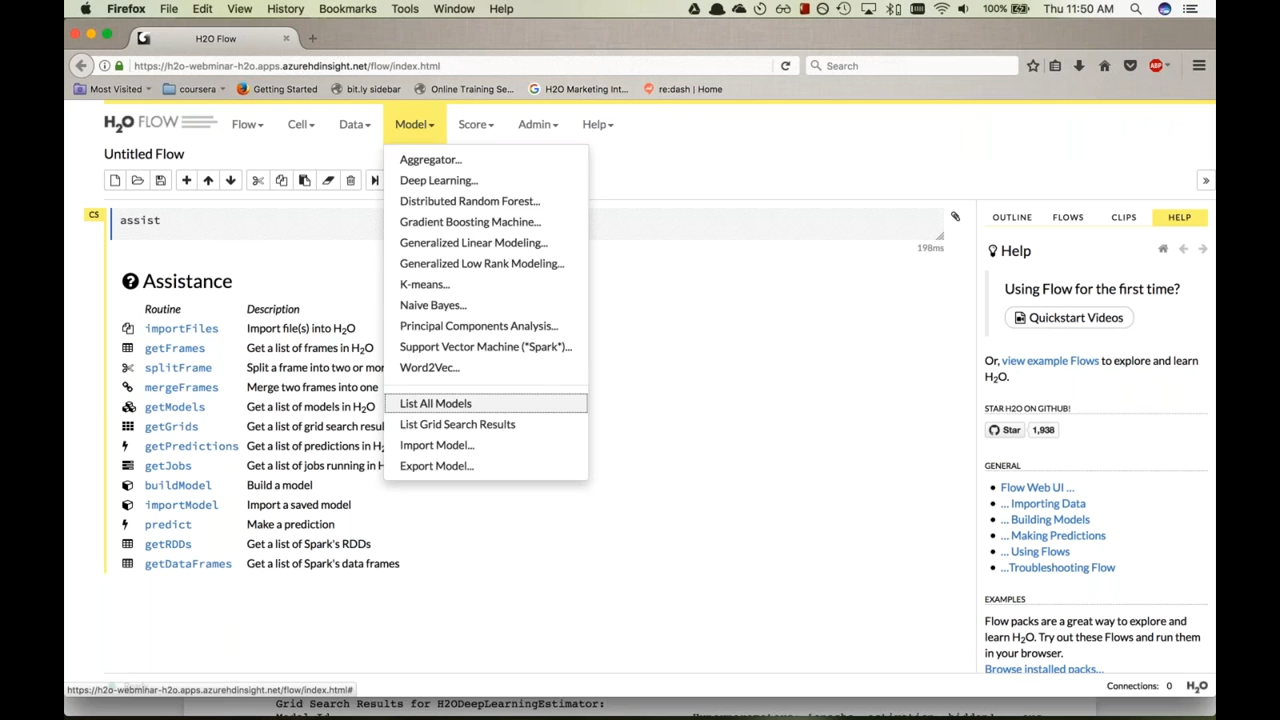 Firefox File Edit View History Bookmarks Tools Window Help 100% Thu 11:50 AM
H2O Flow
https://h2o-webminar-h2o.apps.azurehdinsight.net/flow/index.html Search ABP
Most Visited coursera Getting Started bit.ly sidebar Online Training Se... H2O Marketing Int... re:dash | Home
H2O FLOW Flow Cell Data Model Score Admin Help
Untitled Flow
Aggregator...
Deep Learning...
Distributed Random Forest...
Gradient Boosting Machine...
Generalized Linear Modeling...
Generalized Low Rank Modeling...
K-means...
Naive Bayes...
Principal Components Analysis...
Support Vector Machine (*Spark*)...
Word2Vec...
List All Models
List Grid Search Results
Import Model...
Export Model...
CS assist
198ms
Assistance
Routine Description
importFiles Import file(s) into H2O
getFrames Get a list of frames in H2O
splitFrame Split a frame into two or mor
mergeFrames Merge two frames into one
getModels Get a list of models in H2O
getGrids Get a list of grid search resul
getPredictions Get a list of predictions in H
getJobs Get a list of jobs running in H
buildModel Build a model
importModel Import a saved model
predict Make a prediction
getRDDs Get a list of Spark's RDDs
getDataFrames Get a list of Spark's data frames
OUTLINE FLOWS CLIPS HELP
Help
Using Flow for the first time?
Quickstart Videos
Or, view example Flows to explore and learn
H2O.
STAR H2O ON GITHUB!
Star 1,936
GENERAL
Flow Web UI ...
... Importing Data
... Building Models
... Making Predictions
... Using Flows
...Troubleshooting Flow
EXAMPLES
Flow packs are a great way to explore and
learn H2O. Try out these Flows and run them
in your browser.
Browse installed packs...
https://h2o-webminar-h2o.apps.azurehdinsight.net/flow/index.html# Connections: 0 H2O
Grid Search Results for H2ODeepLearningEstimator: